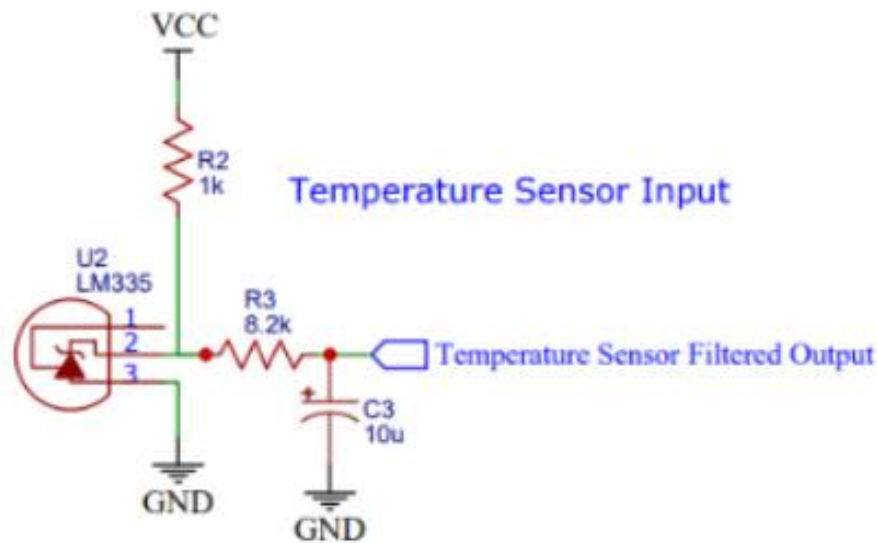 VCC
R2
1k
Temperature Sensor Input
U2
LM335
1
2
3
R3
8.2k
Temperature Sensor Filtered Output
+
C3
10u
GND
GND